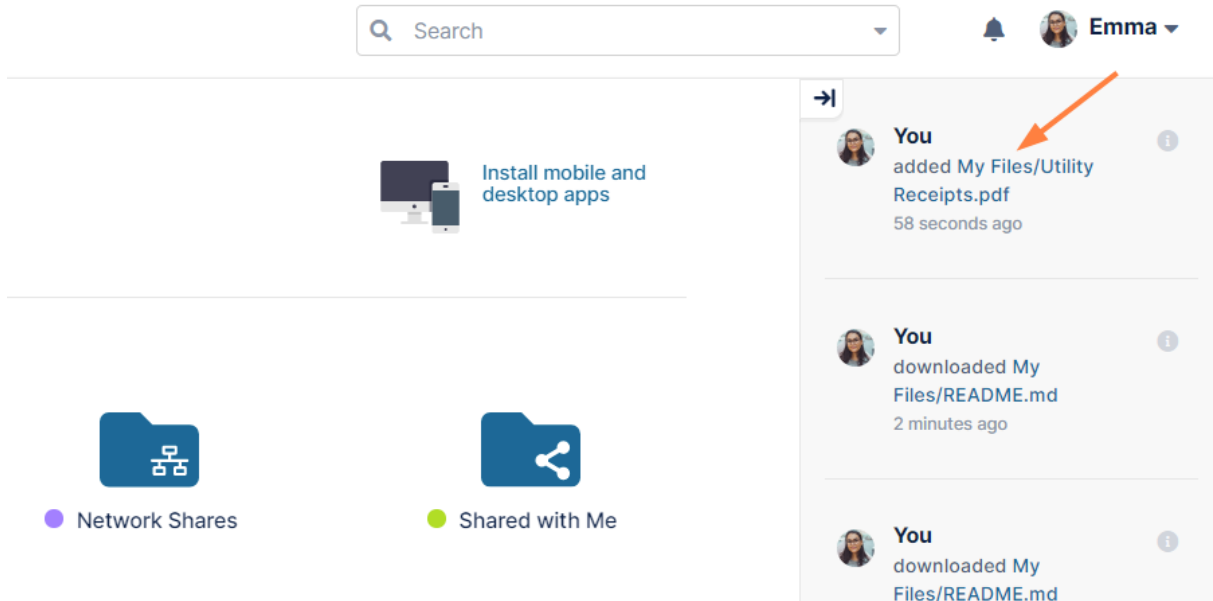 Search
Emma
Install mobile and
desktop apps
Network Shares
Shared with Me
You
added My Files/Utility
Receipts.pdf
58 seconds ago
You
downloaded My
Files/README.md
2 minutes ago
You
downloaded My
Files/README.md